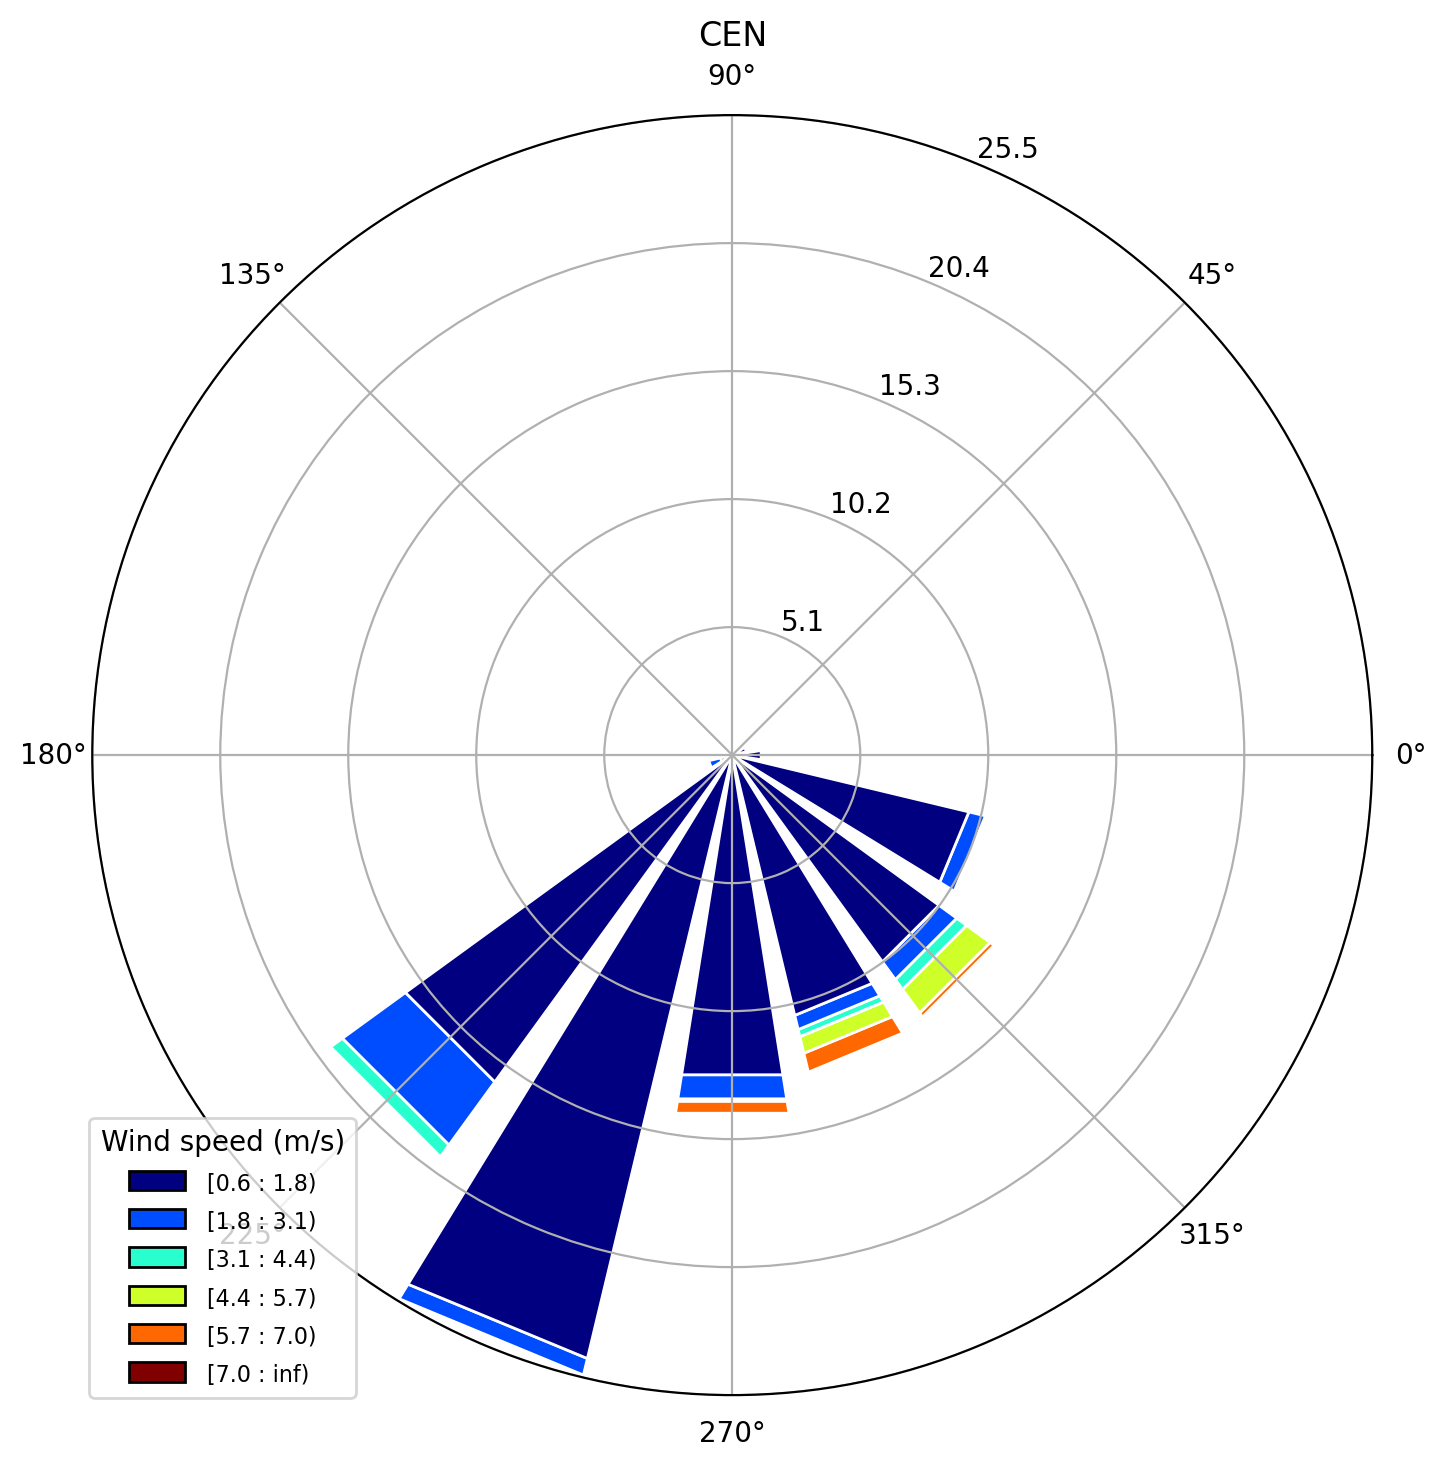 CEN
90°
25.5
20.4
135°
45°
15.3
10.2
5.1
180°
0°
Wind speed (m/s)
[0.6 : 1.8)
[1.8 : 3.1)
225°
315°
[3.1 : 4.4)
[4.4 : 5.7)
[5.7 : 7.0)
[7.0 : inf)
270°